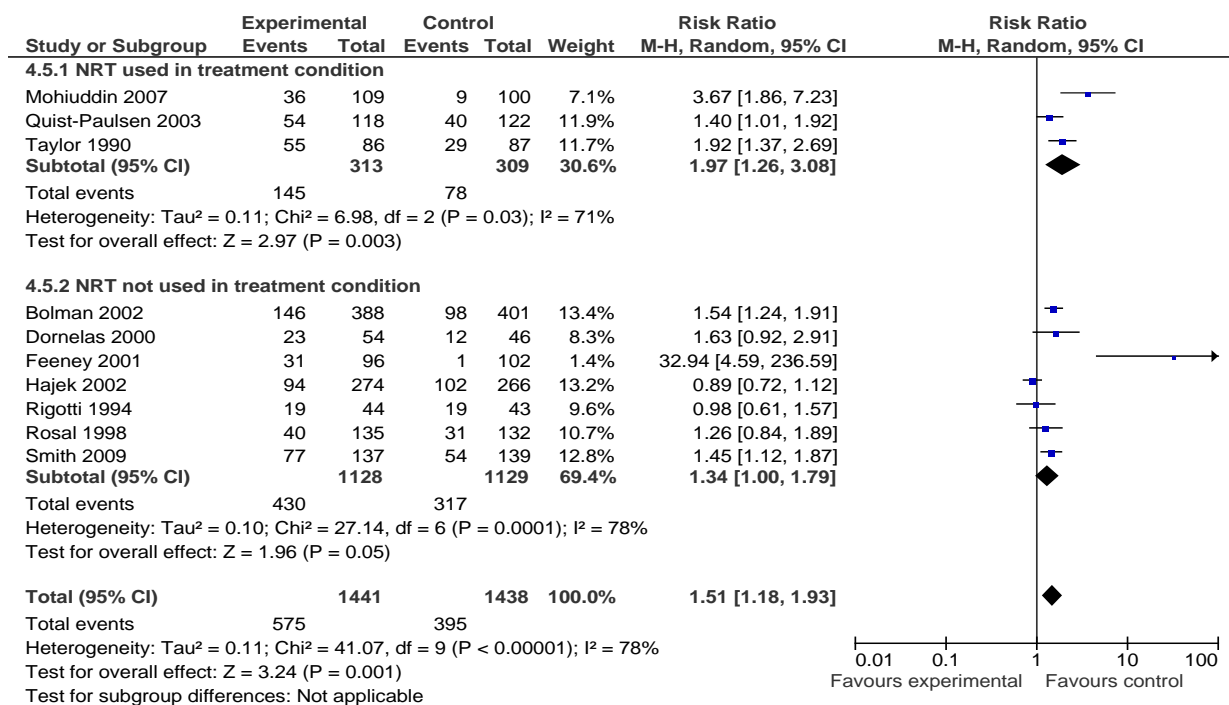 Experimental Control Risk Ratio Risk Ratio
Study or Subgroup Events Total Events Total Weight M-H, Random, 95% CI M-H, Random, 95% CI
4.5.1 NRT used in treatment condition
Mohiuddin 2007 36 109 9 100 7.1% 3.67 [1.86, 7.23]
Quist-Paulsen 2003 54 118 40 122 11.9% 1.40 [1.01, 1.92]
Taylor 1990 55 86 29 87 11.7% 1.92 [1.37, 2.69]
Subtotal (95% CI) 313 309 30.6% 1.97 [1.26, 3.08]
Total events 145 78
Heterogeneity: Tau² = 0.11; Chi² = 6.98, df = 2 (P = 0.03); I² = 71%
Test for overall effect: Z = 2.97 (P = 0.003)
4.5.2 NRT not used in treatment condition
Bolman 2002 146 388 98 401 13.4% 1.54 [1.24, 1.91]
Dornelas 2000 23 54 12 46 8.3% 1.63 [0.92, 2.91]
Feeney 2001 31 96 1 102 1.4% 32.94 [4.59, 236.59]
Hajek 2002 94 274 102 266 13.2% 0.89 [0.72, 1.12]
Rigotti 1994 19 44 19 43 9.6% 0.98 [0.61, 1.57]
Rosal 1998 40 135 31 132 10.7% 1.26 [0.84, 1.89]
Smith 2009 77 137 54 139 12.8% 1.45 [1.12, 1.87]
Subtotal (95% CI) 1128 1129 69.4% 1.34 [1.00, 1.79]
Total events 430 317
Heterogeneity: Tau² = 0.10; Chi² = 27.14, df = 6 (P = 0.0001); I² = 78%
Test for overall effect: Z = 1.96 (P = 0.05)
Total (95% CI) 1441 1438 100.0% 1.51 [1.18, 1.93]
Total events 575 395
Heterogeneity: Tau² = 0.11; Chi² = 41.07, df = 9 (P < 0.00001); I² = 78%
Test for overall effect: Z = 3.24 (P = 0.001)
Test for subgroup differences: Not applicable
0.01 0.1 1 10 100
Favours experimental Favours control